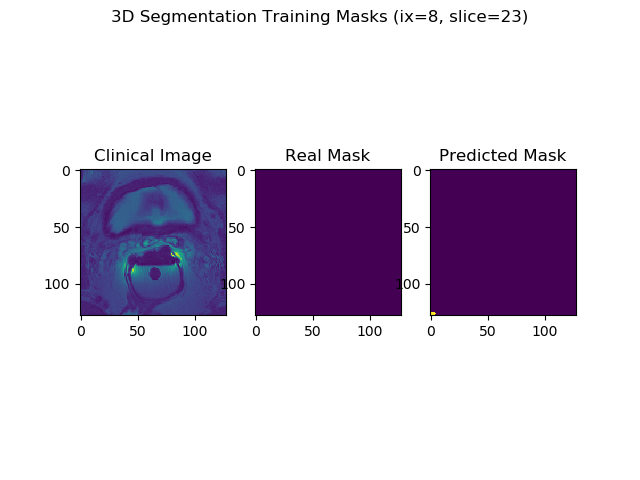 3D Segmentation Training Masks (ix=8, slice=23)
Clinical Image Real Mask Predicted Mask
0 0 0
50 50 50
100 100 100
0 50 100 0 50 100 0 50 100